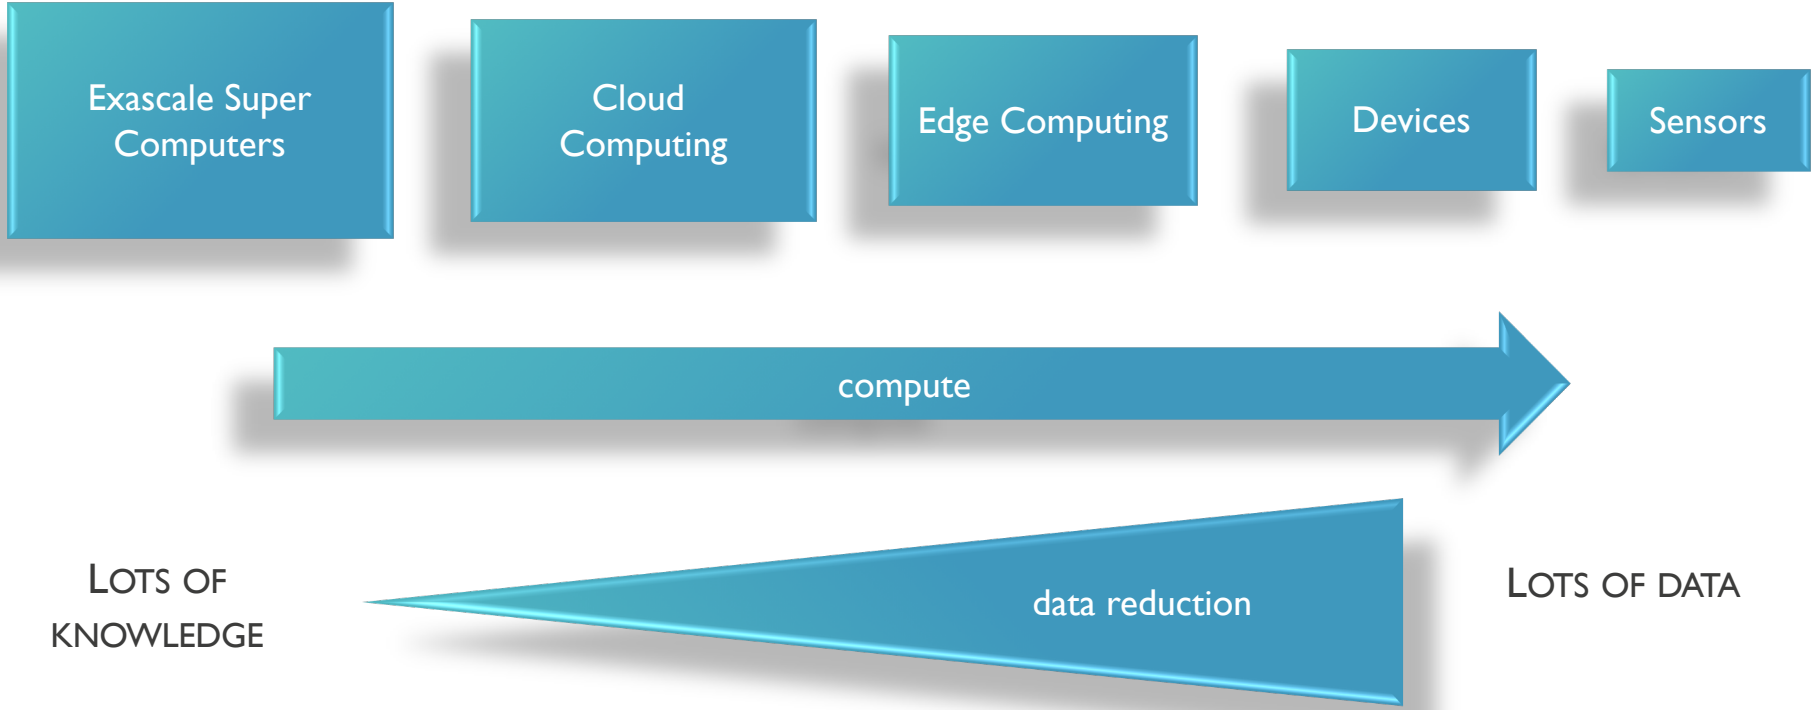 Exascale Super
Computers
Cloud
Computing
Edge Computing
Devices
Sensors
compute
LOTS OF
KNOWLEDGE
data reduction
LOTS OF DATA